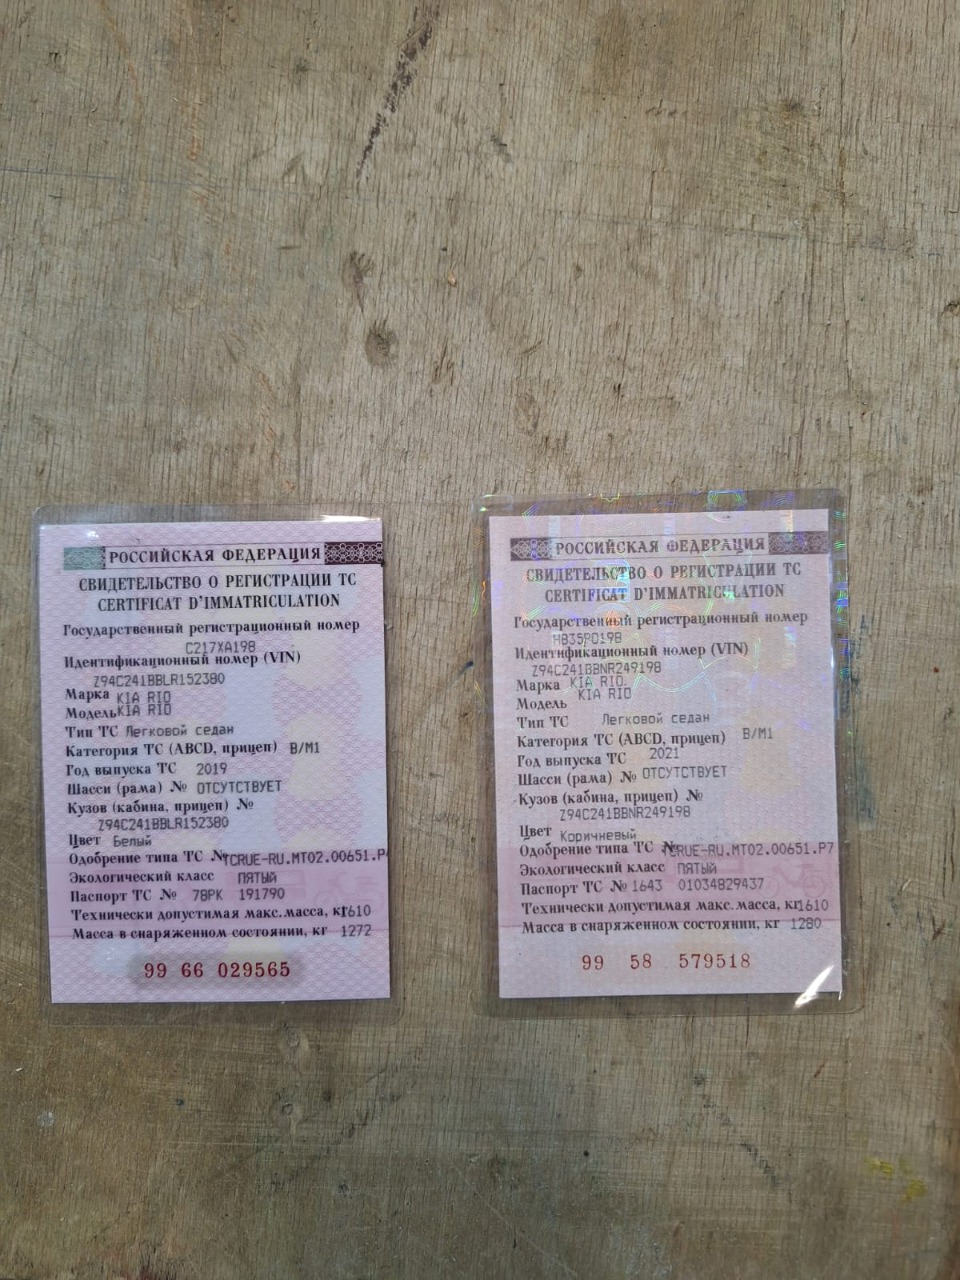 РОССИЙСКАЯ ФЕДЕРАЦИЯ
СВИДЕТЕЛЬСТВО О РЕГИСТРАЦИИ ТС
CERTIFICAT D'IMMATRICULATION
Государственный регистрационный номер
С217ХА198
Идентификационный номер (VIN)
Z94C241BBLR152380
Марка KIA RIO
Модель KIA RIO
Тип ТС Легковой седан
Категория ТС (ABCD, прицеп) B/M1
Год выпуска ТС 2019
Шасси (рама) № ОТСУТСТВУЕТ
Кузов (кабина, прицеп) №
Z94C241BBLR152380
Цвет Белый
Одобрение типа ТС № TCRUE-RU.MT02.00651.P4
Экологический класс ПЯТЫЙ
Паспорт ТС № 78РК 191790
Технически допустимая макс.масса, кг 1610
Масса в снаряженном состоянии, кг 1272
99 66 029565
РОССИЙСКАЯ ФЕДЕРАЦИЯ
СВИДЕТЕЛЬСТВО О РЕГИСТРАЦИИ ТС
CERTIFICAT D'IMMATRICULATION
Государственный регистрационный номер
Н835РО198
Идентификационный номер (VIN)
Z94C241BBNR249198
Марка KIA RIO
Модель KIA RIO
Тип ТС Легковой седан
Категория ТС (ABCD, прицеп) B/M1
Год выпуска ТС 2021
Шасси (рама) № ОТСУТСТВУЕТ
Кузов (кабина, прицеп) №
Z94C241BBNR249198
Цвет Коричневый
Одобрение типа ТС № TCRUE-RU.MT02.00651.P7
Экологический класс ПЯТЫЙ
Паспорт ТС № 1643 01034829437
Технически допустимая макс.масса, кг 1610
Масса в снаряженном состоянии, кг 1280
99 58 579518